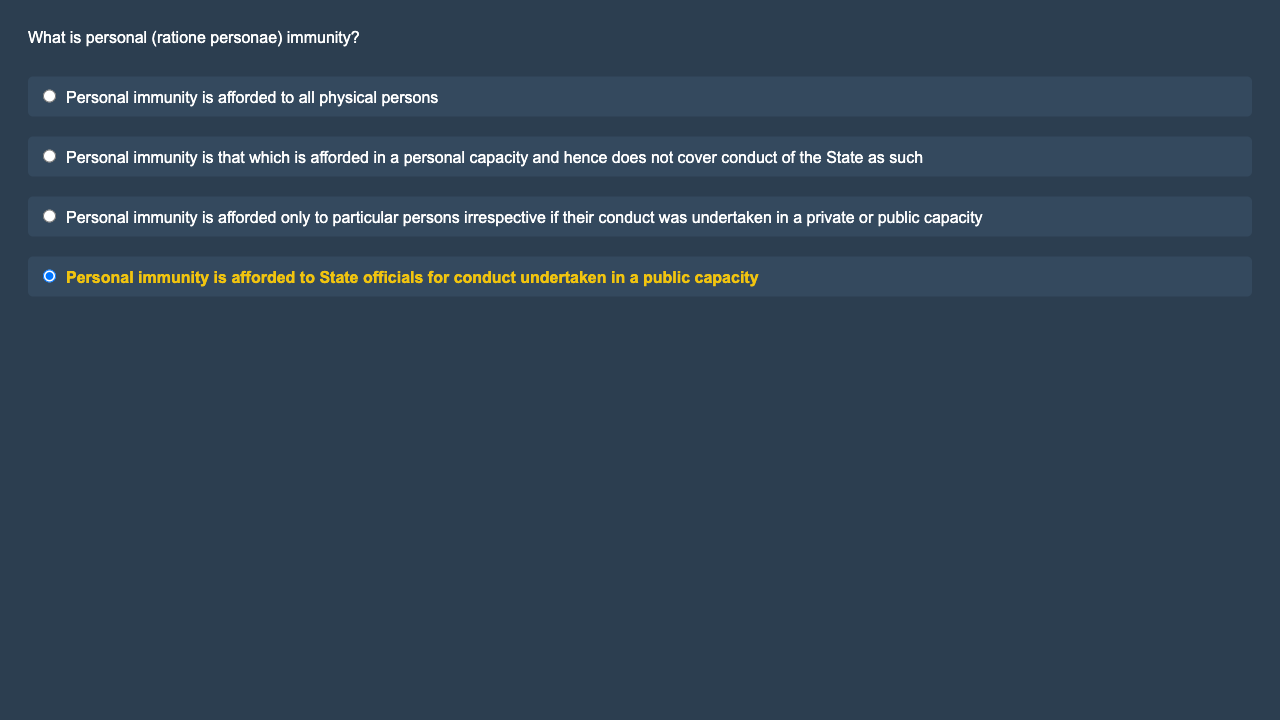 What is personal (ratione personae) immunity?
Personal immunity is afforded to all physical persons
Personal immunity is that which is afforded in a personal capacity and hence does not cover conduct of the State as such
Personal immunity is afforded only to particular persons irrespective if their conduct was undertaken in a private or public capacity
Personal immunity is afforded to State officials for conduct undertaken in a public capacity